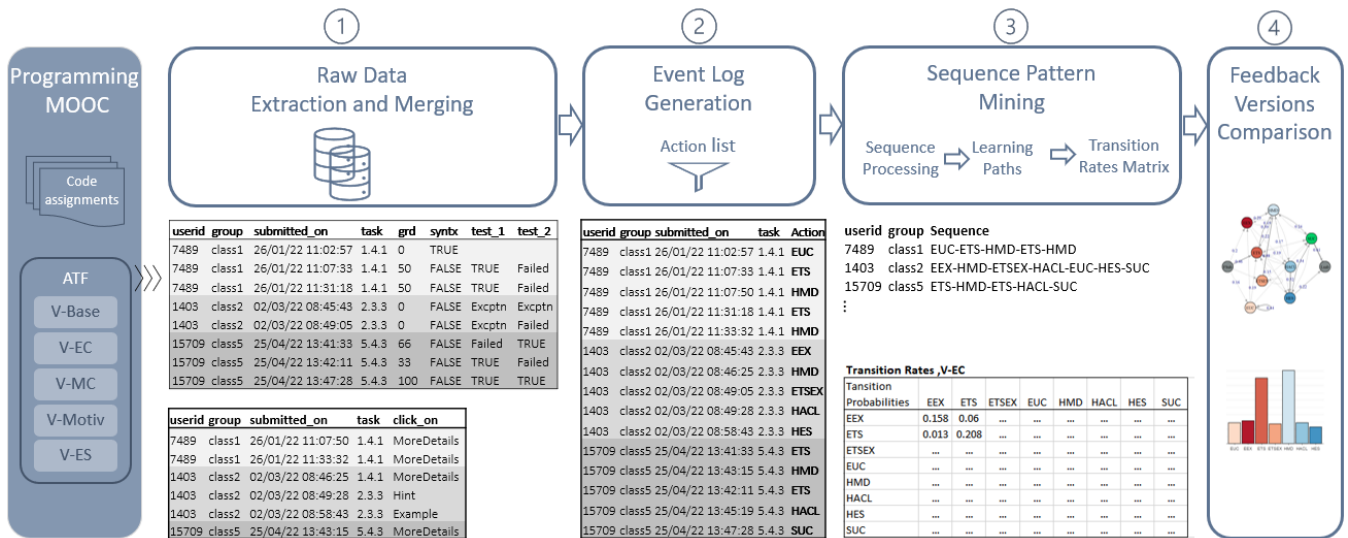 Programming
MOOC
Code
assignments
ATF
V-Base
V-EC
V-MC
V-Motiv
V-ES
1
Raw Data
Extraction and Merging
userid group submitted_on task grd syntx test_1 test_2
7489 class1 26/01/22 11:02:57 1.4.1 0 TRUE
7489 class1 26/01/22 11:07:33 1.4.1 50 FALSE TRUE Failed
7489 class1 26/01/22 11:31:18 1.4.1 50 FALSE TRUE Failed
1403 class2 02/03/22 08:45:43 2.3.3 0 FALSE Excptn Excptn
1403 class2 02/03/22 08:49:05 2.3.3 0 FALSE Excptn Failed
15709 class5 25/04/22 13:41:33 5.4.3 66 FALSE Failed TRUE
15709 class5 25/04/22 13:42:11 5.4.3 33 FALSE TRUE Failed
15709 class5 25/04/22 13:47:28 5.4.3 100 FALSE TRUE TRUE
userid group submitted_on task click_on
7489 class1 26/01/22 11:07:50 1.4.1 MoreDetails
7489 class1 26/01/22 11:33:32 1.4.1 MoreDetails
1403 class2 02/03/22 08:46:25 1.4.1 MoreDetails
1403 class2 02/03/22 08:49:28 2.3.3 Hint
1403 class2 02/03/22 08:58:43 2.3.3 Example
15709 class5 25/04/22 13:43:15 5.4.3 MoreDetails
2
Event Log
Generation
Action list
userid group submitted_on task Action
7489 class1 26/01/22 11:02:57 1.4.1 EUC
7489 class1 26/01/22 11:07:33 1.4.1 ETS
7489 class1 26/01/22 11:07:50 1.4.1 HMD
7489 class1 26/01/22 11:31:18 1.4.1 ETS
7489 class1 26/01/22 11:33:32 1.4.1 HMD
1403 class2 02/03/22 08:45:43 2.3.3 EEX
1403 class2 02/03/22 08:46:25 2.3.3 HMD
1403 class2 02/03/22 08:49:05 2.3.3 ETSEX
1403 class2 02/03/22 08:49:28 2.3.3 HACL
1403 class2 02/03/22 08:58:43 2.3.3 HES
15709 class5 25/04/22 13:41:33 5.4.3 ETS
15709 class5 25/04/22 13:43:15 5.4.3 HMD
15709 class5 25/04/22 13:42:11 5.4.3 ETS
15709 class5 25/04/22 13:45:19 5.4.3 HACL
15709 class5 25/04/22 13:47:28 5.4.3 SUC
3
Sequence Pattern
Mining
Sequence
Processing
Learning
Paths
Transition
Rates Matrix
userid group Sequence
7489 class1 EUC-ETS-HMD-ETS-HMD
1403 class2 EEX-HMD-ETSEX-HACL-EUC-HES-SUC
15709 class5 ETS-HMD-ETS-HACL-SUC
⋮
Transition Rates ,V-EC
Tansition
Probabilities EEX ETS ETSEX EUC HMD HACL HES SUC
EEX 0.158 0.06 ... ... ... ... ... ...
ETS 0.013 0.208 ... ... ... ... ... ...
ETSEX ... ... ... ... ... ... ... ...
EUC ... ... ... ... ... ... ... ...
HMD ... ... ... ... ... ... ... ...
HACL ... ... ... ... ... ... ... ...
HES ... ... ... ... ... ... ... ...
SUC ... ... ... ... ... ... ... ...
4
Feedback
Versions
Comparison
EUC EEX ETS ETSEX HMD HACL HES